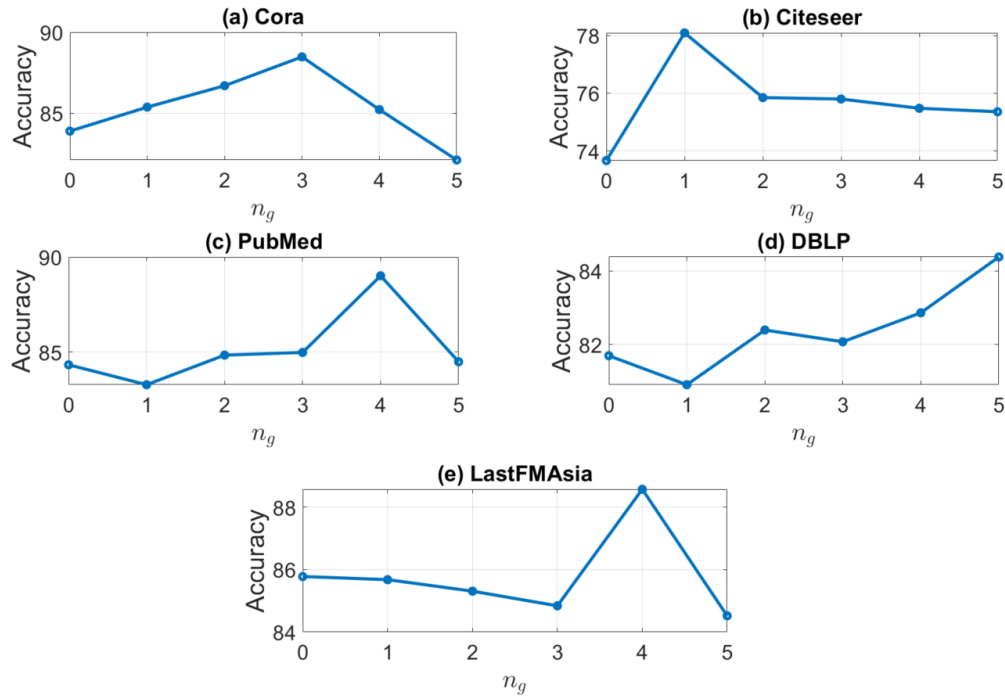 (a) Cora
90
85
Accuracy
0 1 2 3 4 5
n_g
(b) Citeseer
78
76
74
Accuracy
0 1 2 3 4 5
n_g
(c) PubMed
90
85
Accuracy
0 1 2 3 4 5
n_g
(d) DBLP
84
82
Accuracy
0 1 2 3 4 5
n_g
(e) LastFMAsia
88
86
84
Accuracy
0 1 2 3 4 5
n_g